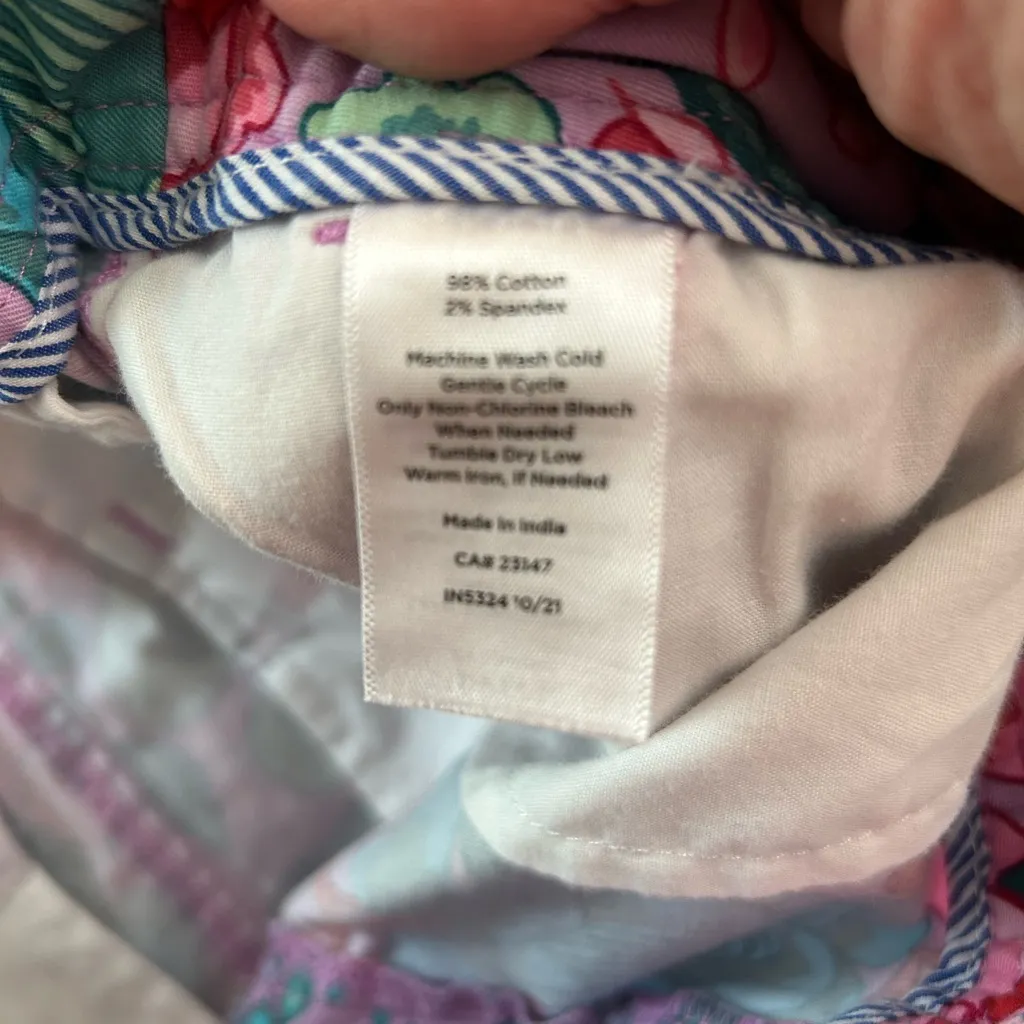 98% Cotton
2% Spandex
Machine Wash Cold
Gentle Cycle
Only Non-Chlorine Bleach
When Needed
Tumble Dry Low
Warm Iron, If Needed
Made in India
CA# 23147
IN5324 10/21